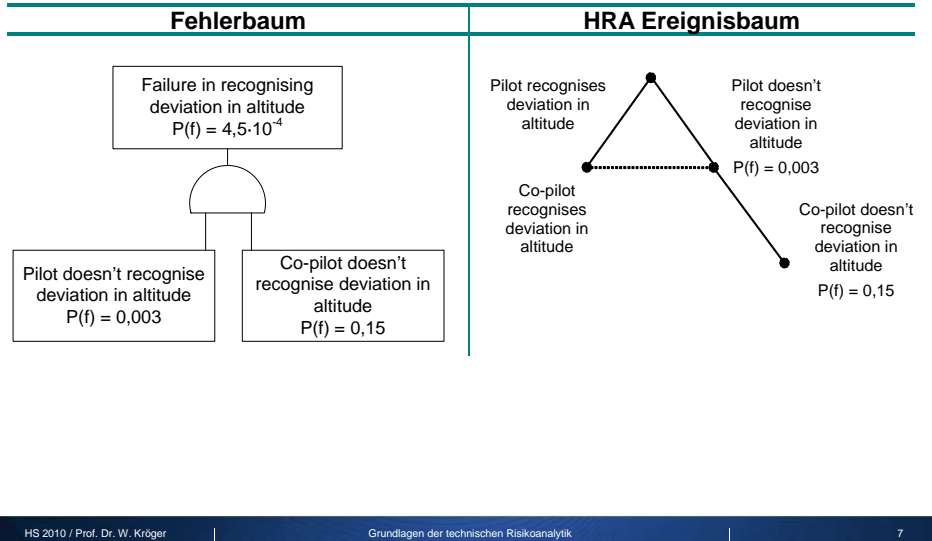 Fehlerbaum
HRA Ereignisbaum
Failure in recognising
deviation in altitude
P(f) = 4,5·10⁻⁴
Pilot doesn't recognise
deviation in altitude
P(f) = 0,003
Co-pilot doesn't
recognise deviation in
altitude
P(f) = 0,15
Pilot recognises
deviation in
altitude
Pilot doesn't
recognise
deviation in
altitude
P(f) = 0,003
Co-pilot
recognises
deviation in
altitude
Co-pilot doesn't
recognise
deviation in
altitude
P(f) = 0,15
HS 2010 / Prof. Dr. W. Kröger
Grundlagen der technischen Risikoanalytik
7